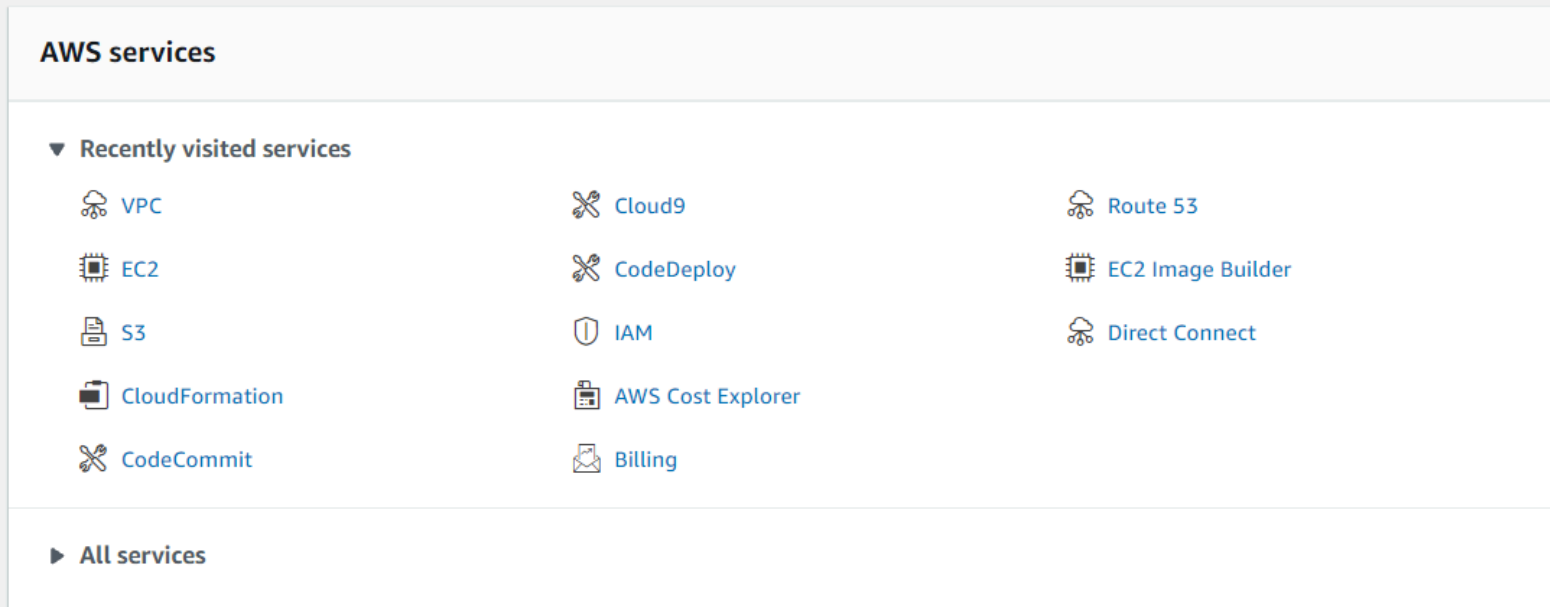 AWS services
Recently visited services
VPC
Cloud9
Route 53
EC2
CodeDeploy
EC2 Image Builder
S3
IAM
Direct Connect
CloudFormation
AWS Cost Explorer
CodeCommit
Billing
All services